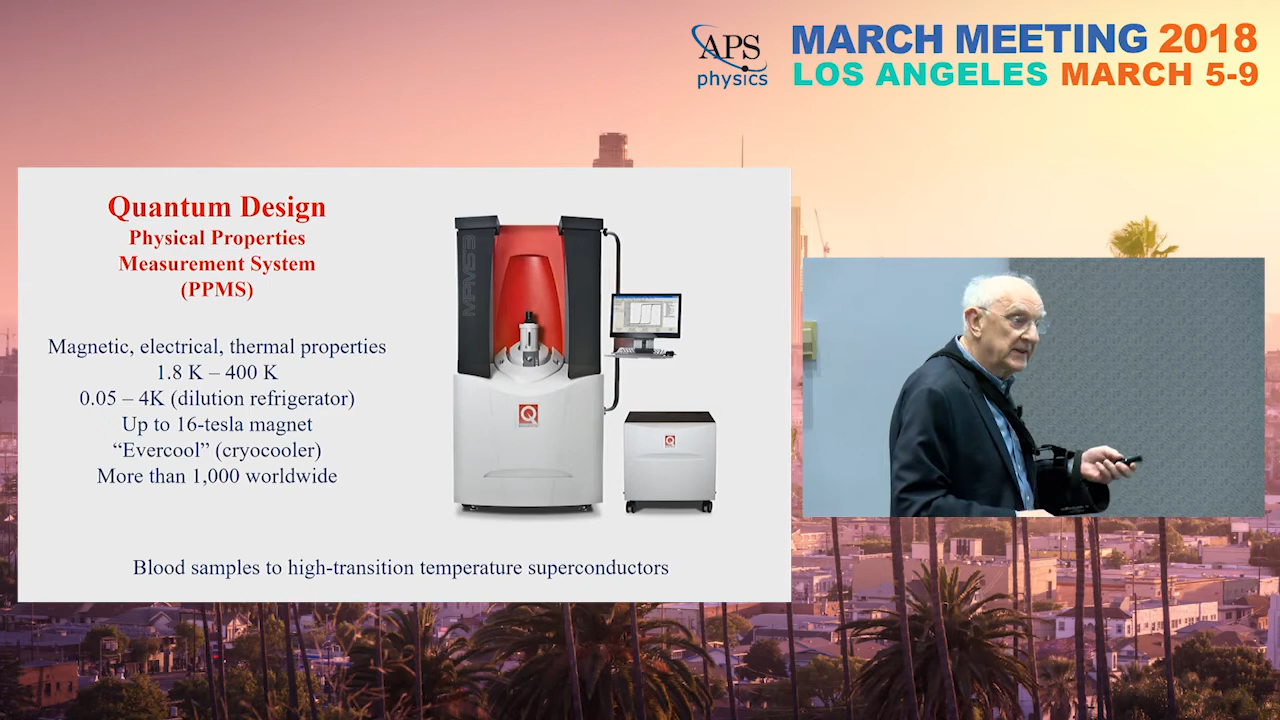 APS
physics
MARCH MEETING 2018
LOS ANGELES MARCH 5-9
Quantum Design
Physical Properties
Measurement System
(PPMS)
Magnetic, electrical, thermal properties
1.8 K – 400 K
0.05 – 4K (dilution refrigerator)
Up to 16-tesla magnet
“Evercool” (cryocooler)
More than 1,000 worldwide
MPMS3
Q
Q
Blood samples to high-transition temperature superconductors